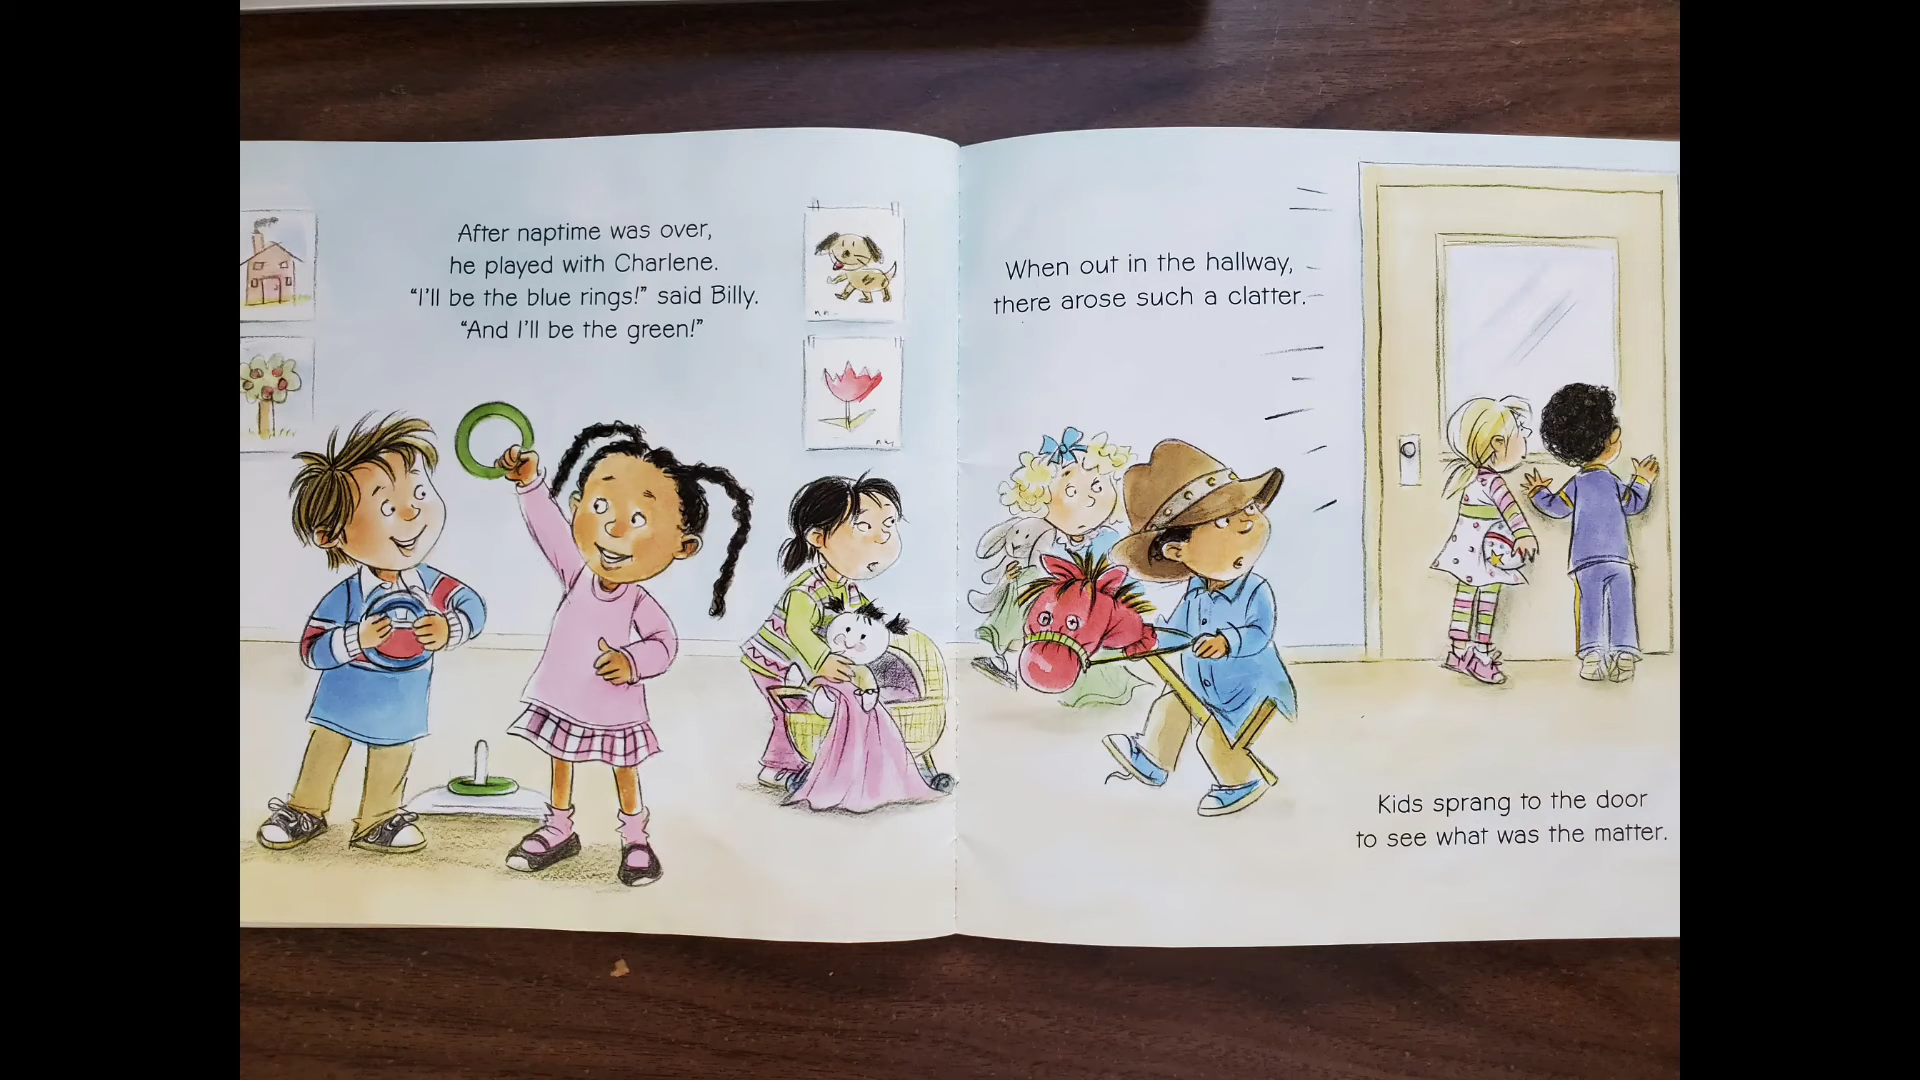 After naptime was over,
he played with Charlene.
“I’ll be the blue rings!” said Billy.
“And I’ll be the green!”
When out in the hallway,
there arose such a clatter.
Kids sprang to the door
to see what was the matter.